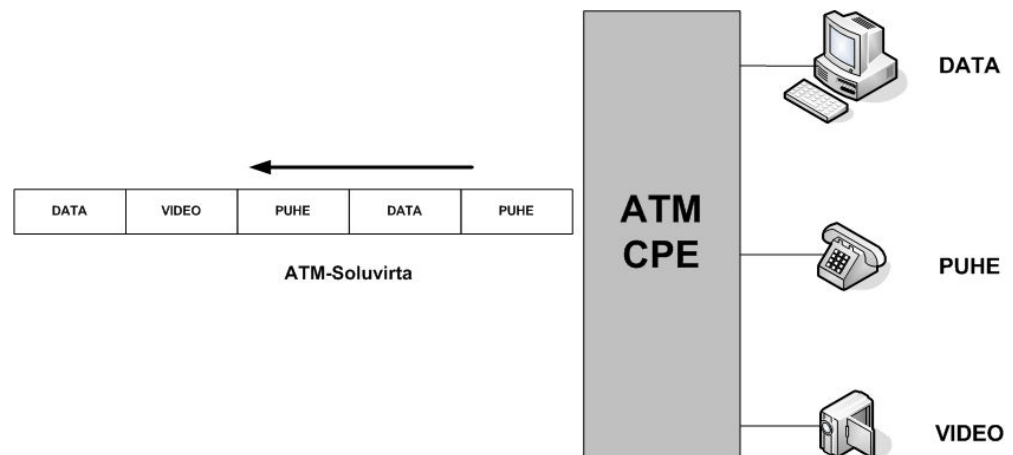 DATA VIDEO PUHE DATA PUHE
ATM-Soluvirta
ATM
CPE
DATA
PUHE
VIDEO